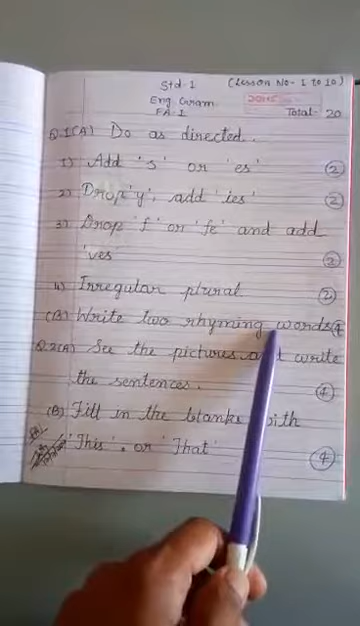 Std-1 (Lesson No- 1 to 10)
Eng Gram.
FA-1 Total- 20
Q.1(A) Do as directed.
1) Add 's' or 'es' (2)
2) Drop 'y', add 'ies' (2)
3) Drop 'f' or 'fe' and add
'ves' (2)
4) Irregular plural (2)
(B) Write two rhyming words (4)
Q.2(A) See the pictures write
the sentences. (4)
(B) Fill in the blanks with
'This'. or 'That' (4)